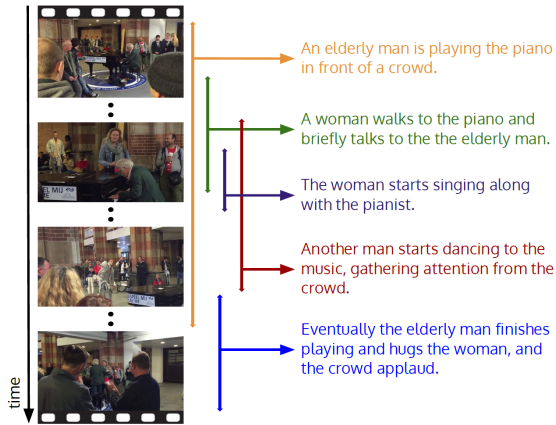 An elderly man is playing the piano
in front of a crowd.
A woman walks to the piano and
briefly talks to the the elderly man.
The woman starts singing along
with the pianist.
Another man starts dancing to the
music, gathering attention from the
crowd.
Eventually the elderly man finishes
playing and hugs the woman, and
the crowd applaud.
time